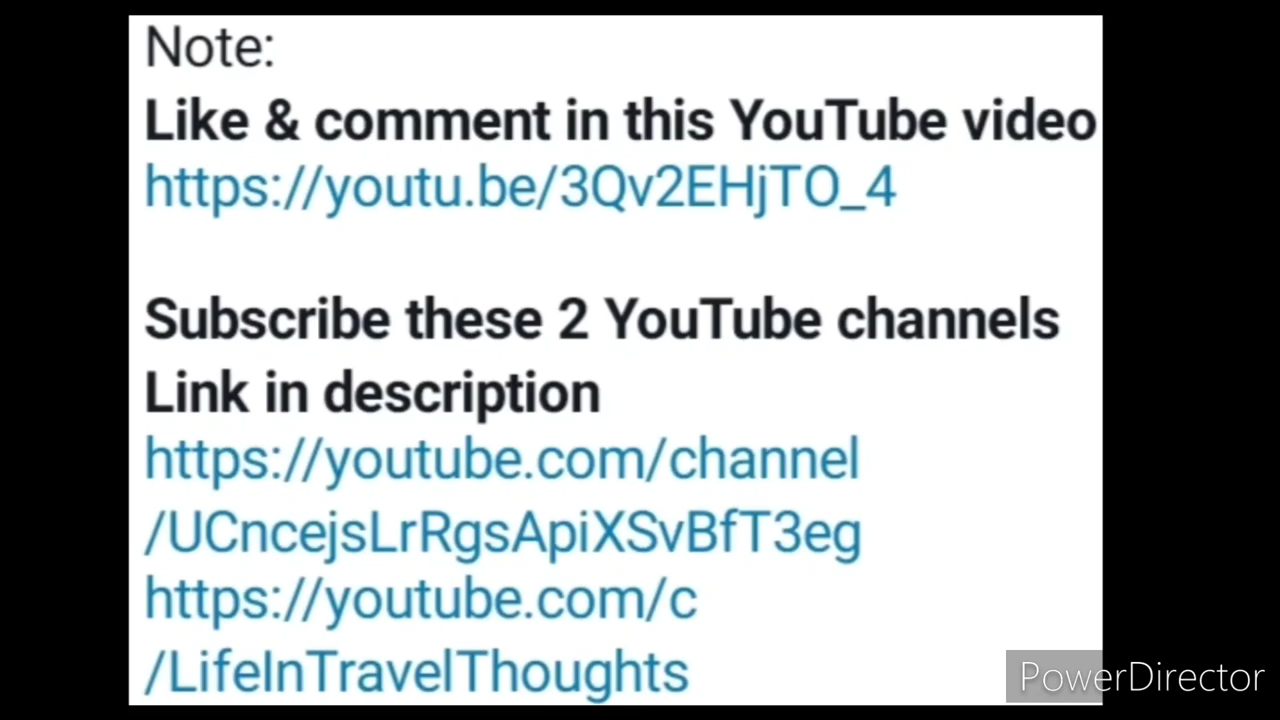 Note:
Like & comment in this YouTube video
https://youtu.be/3Qv2EHjTO_4
Subscribe these 2 YouTube channels
Link in description
https://youtube.com/channel
/UCncejsLrRgsApiXSvBfT3eg
https://youtube.com/c
/LifeInTravelThoughts
PowerDirector